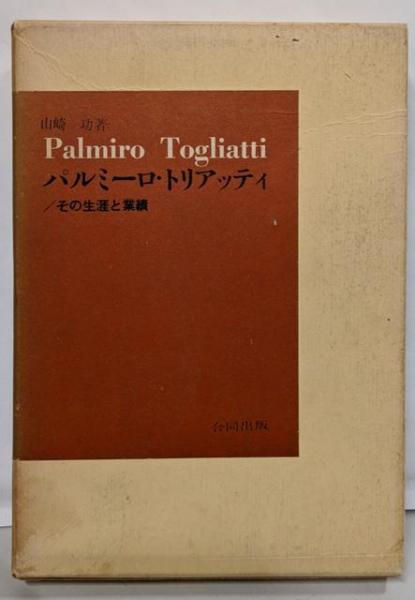 山崎 功著
Palmiro Togliatti
パルミーロ・トリアッティ
/その生涯と業績
合同出版